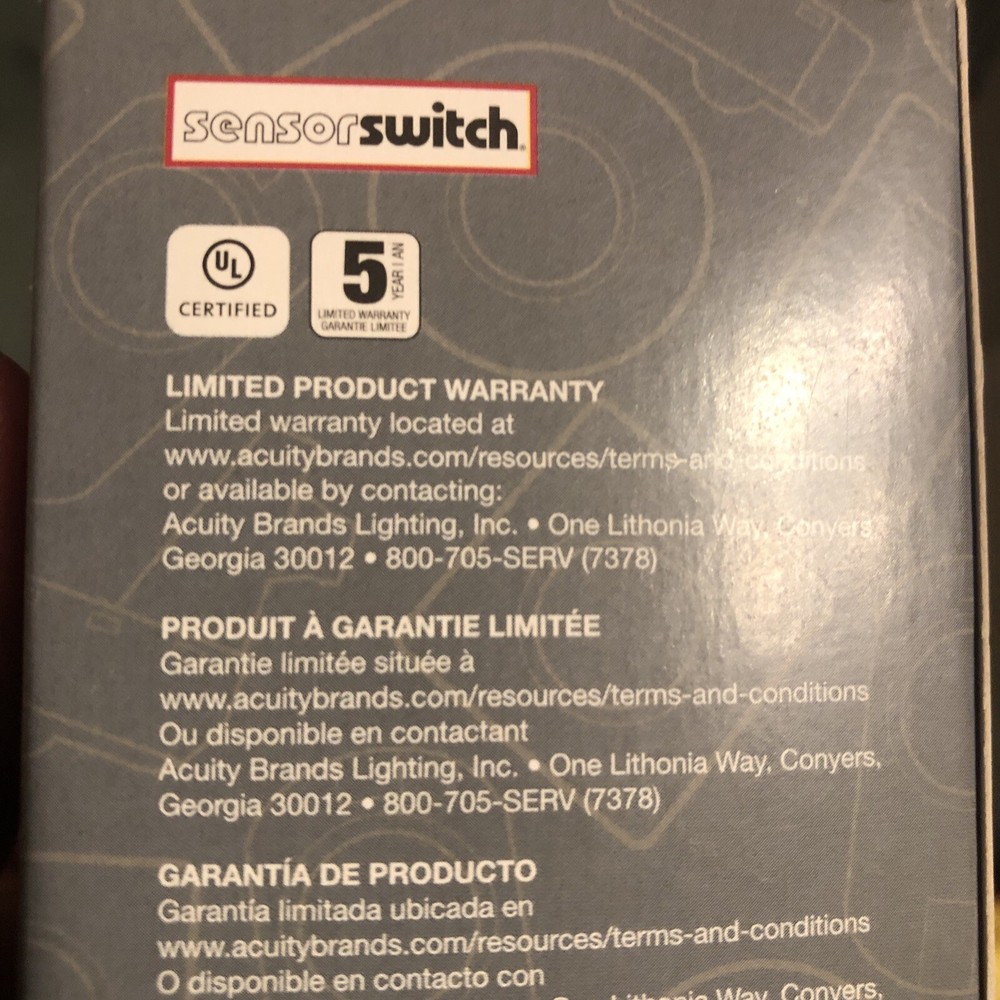 sensorswitch.
UL
CERTIFIED
5
YEAR | AN
LIMITED WARRANTY
GARANTIE LIMITEE
LIMITED PRODUCT WARRANTY
Limited warranty located at
www.acuitybrands.com/resources/terms-and-conditions
or available by contacting:
Acuity Brands Lighting, Inc. • One Lithonia Way, Conyers,
Georgia 30012 • 800-705-SERV (7378)
PRODUIT À GARANTIE LIMITÉE
Garantie limitée située à
www.acuitybrands.com/resources/terms-and-conditions
Ou disponible en contactant
Acuity Brands Lighting, Inc. • One Lithonia Way, Conyers,
Georgia 30012 • 800-705-SERV (7378)
GARANTÍA DE PRODUCTO
Garantía limitada ubicada en
www.acuitybrands.com/resources/terms-and-conditions
O disponible en contacto con
One Lithonia Way, Conyers,